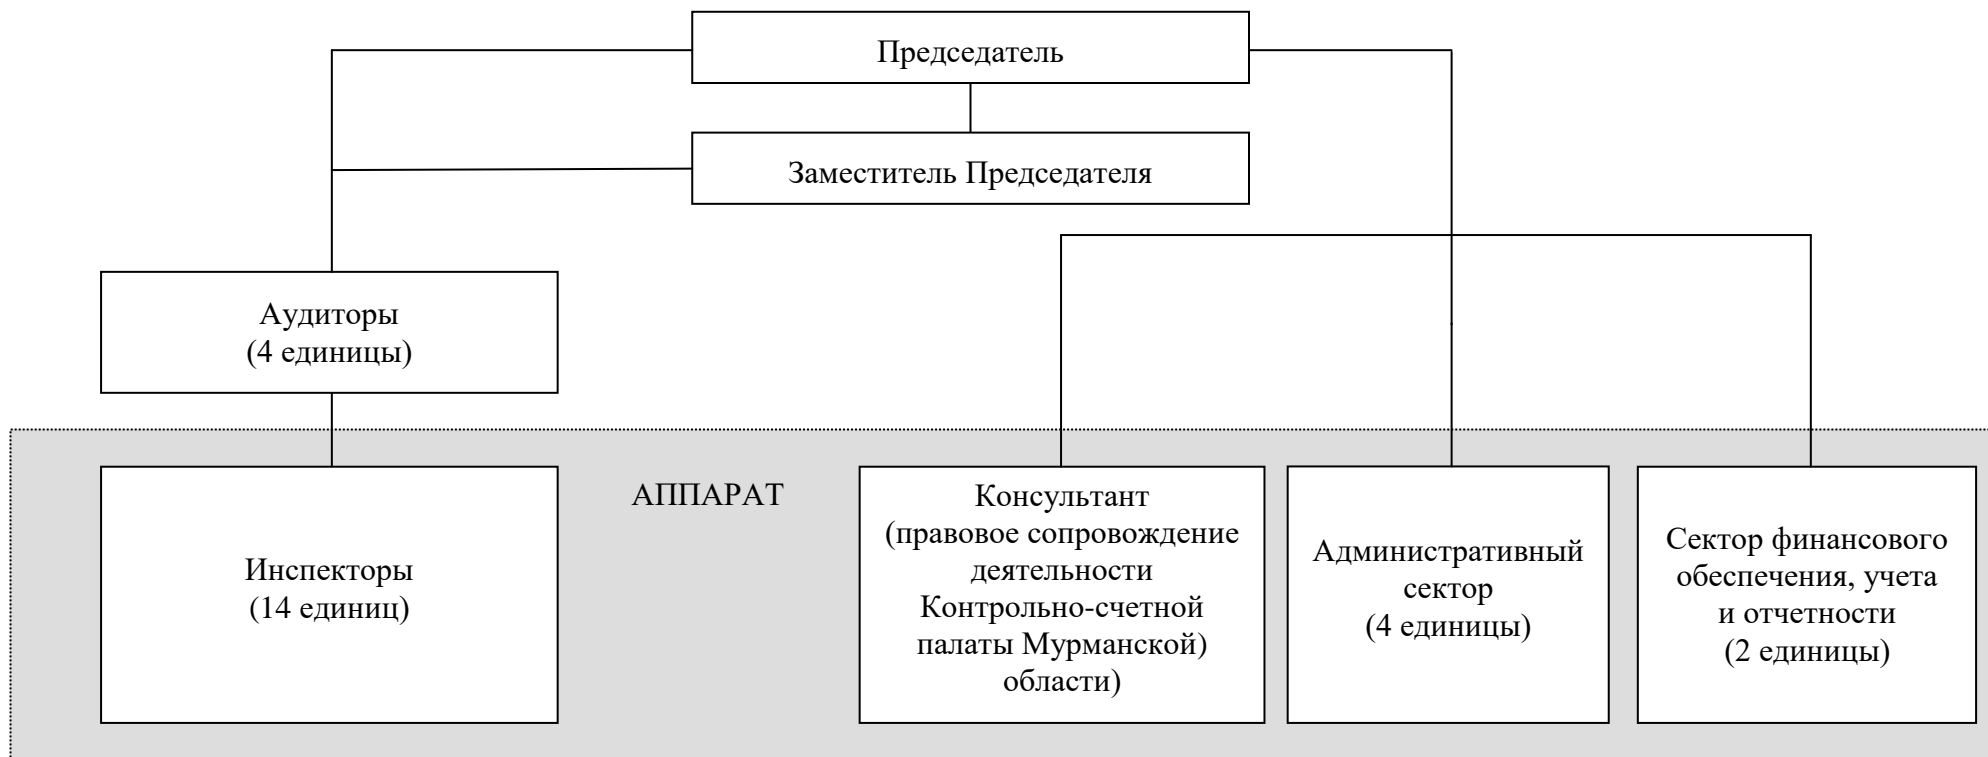 Председатель
Заместитель Председателя
Аудиторы
(4 единицы)
АППАРАТ
Инспекторы
(14 единиц)
Консультант
(правовое сопровождение
деятельности
Контрольно-счетной
палаты Мурманской)
области)
Административный
сектор
(4 единицы)
Сектор финансового
обеспечения, учета
и отчетности
(2 единицы)